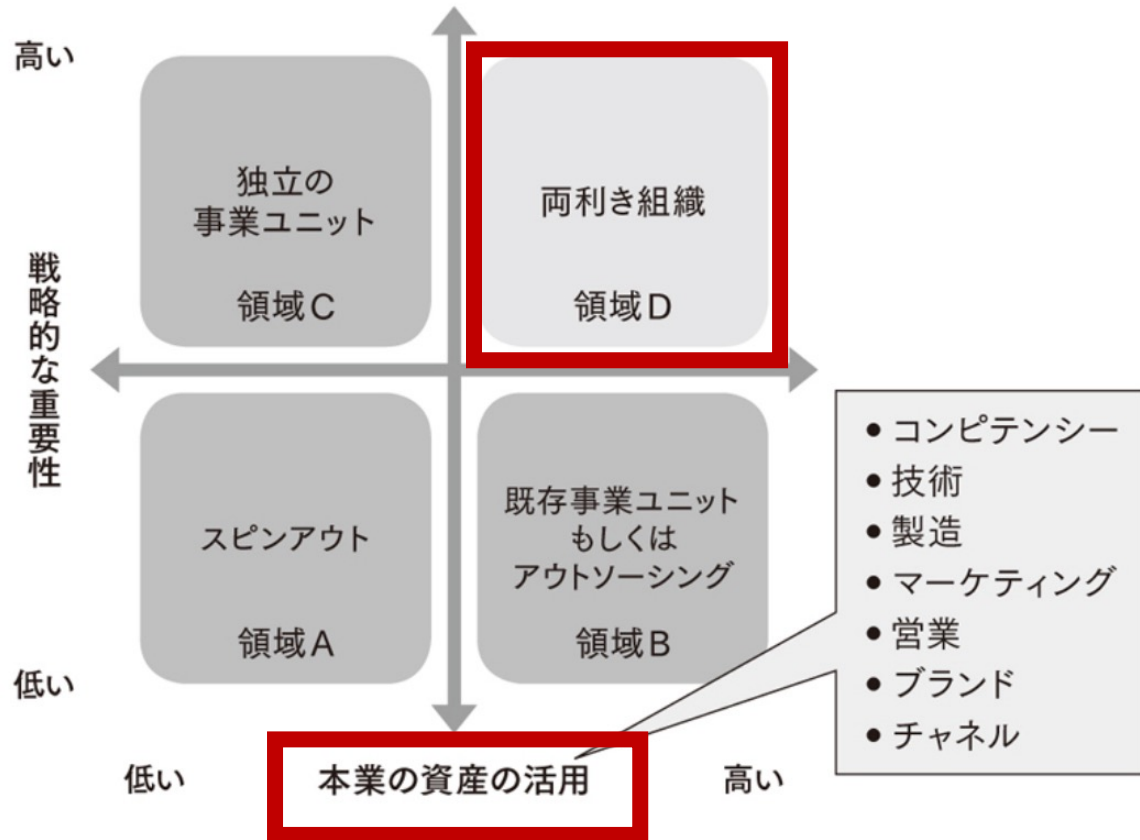 高い
独立の
事業ユニット
領域C
両利き組織
領域D
戦略的な重要性
スピンアウト
領域A
既存事業ユニット
もしくは
アウトソーシング
領域B
低い
低い
本業の資産の活用
高い
• コンピテンシー
• 技術
• 製造
• マーケティング
• 営業
• ブランド
• チャネル